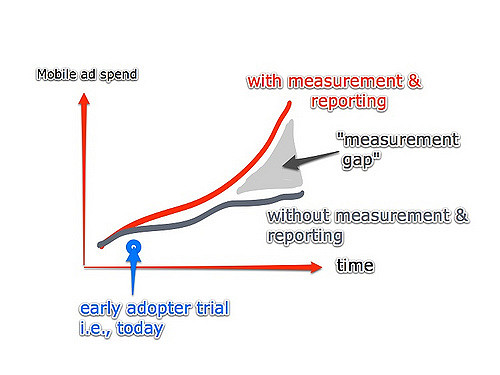 Mobile ad spend
with measurement &
reporting
"measurement
gap"
without measurement &
reporting
time
early adopter trial
i.e., today